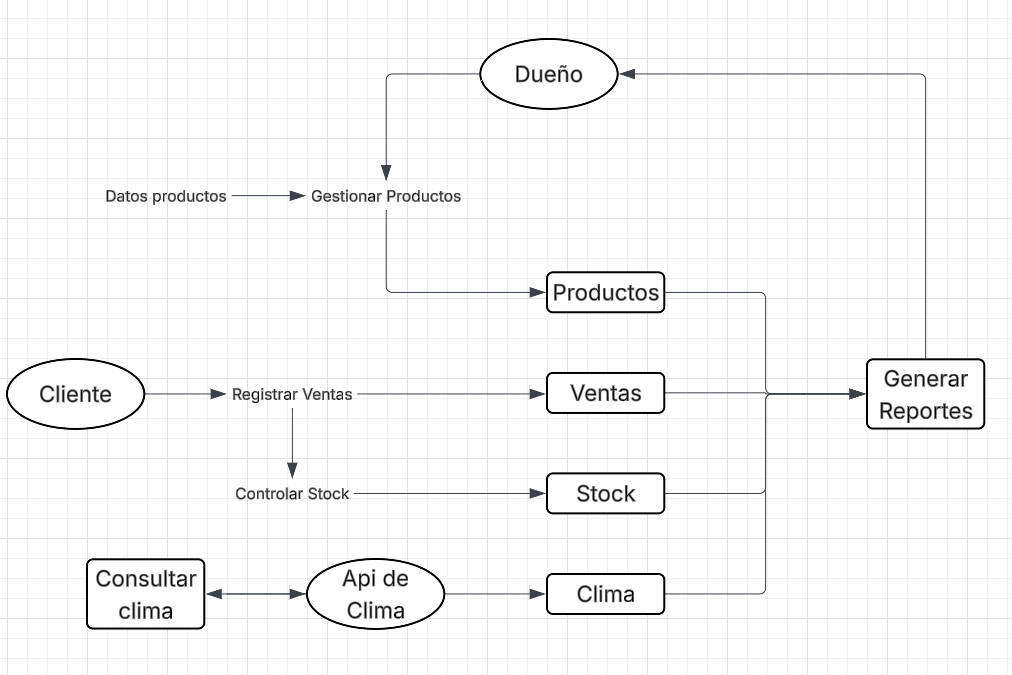 Dueño
Datos productos
Gestionar Productos
Productos
Cliente
Registrar Ventas
Ventas
Generar
Reportes
Controlar Stock
Stock
Consultar
clima
Api de
Clima
Clima